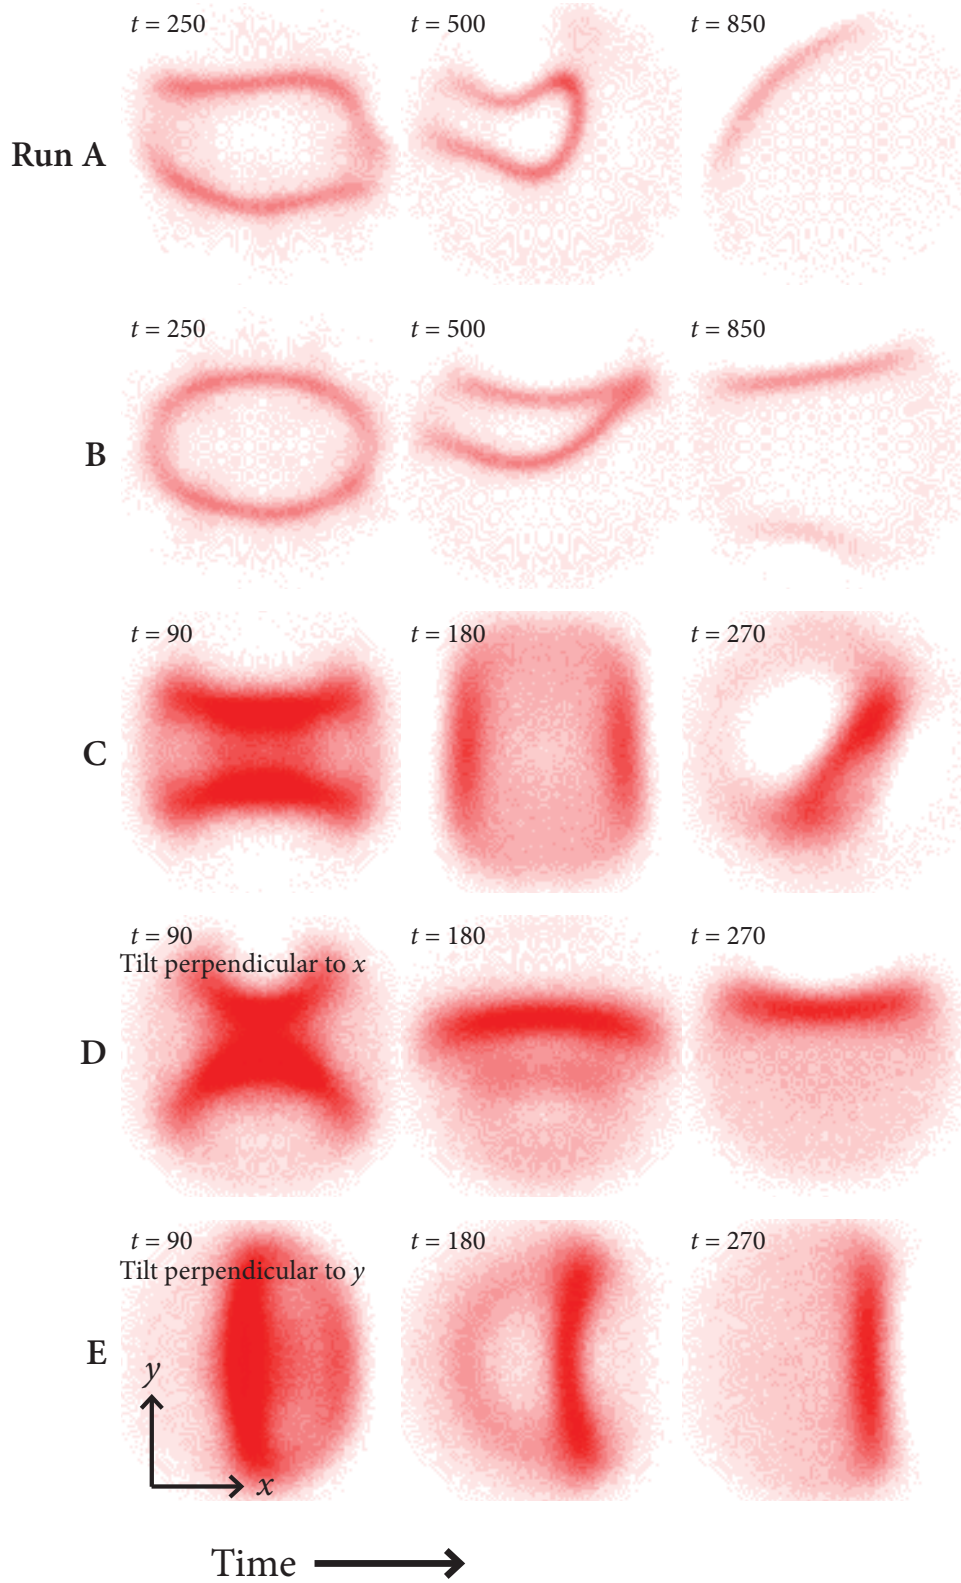 t = 250 t = 500 t = 850
Run A
t = 250 t = 500 t = 850
B
t = 90 t = 180 t = 270
C
t = 90 t = 180 t = 270
Tilt perpendicular to x
D
t = 90 t = 180 t = 270
Tilt perpendicular to y
E
y
x
Time